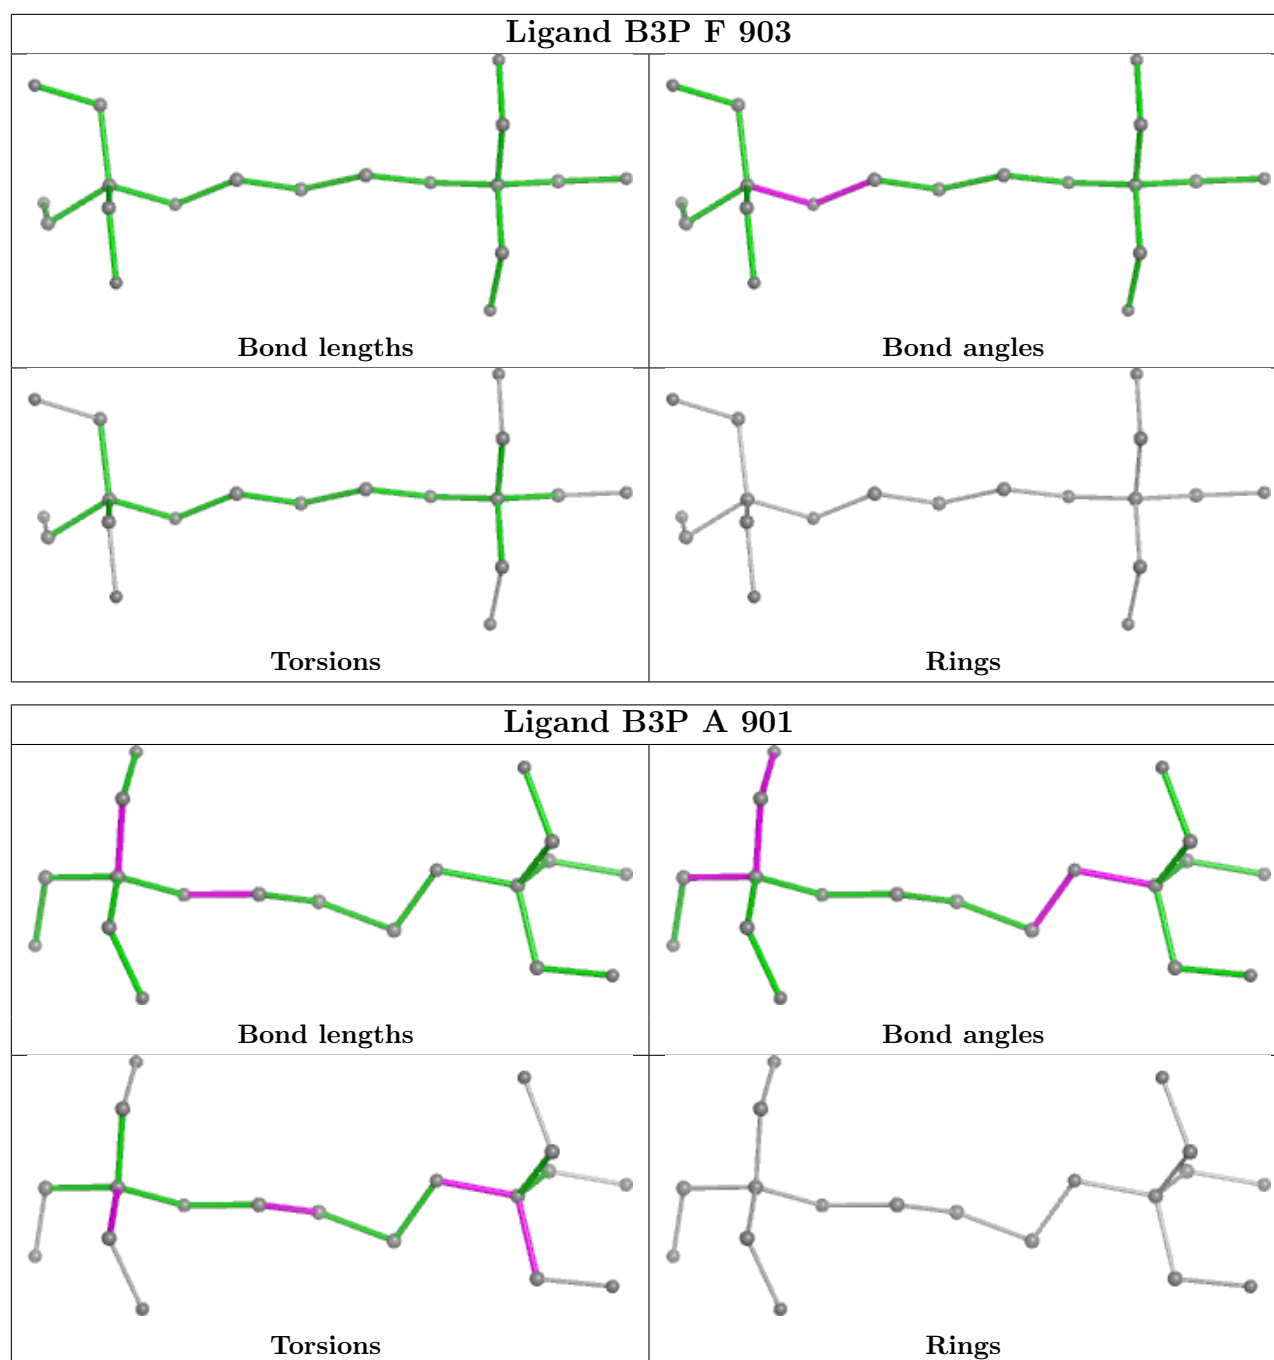 Ligand B3P F 903
Bond lengths
Bond angles
Torsions
Rings
Ligand B3P A 901
Bond lengths
Bond angles
Torsions
Rings